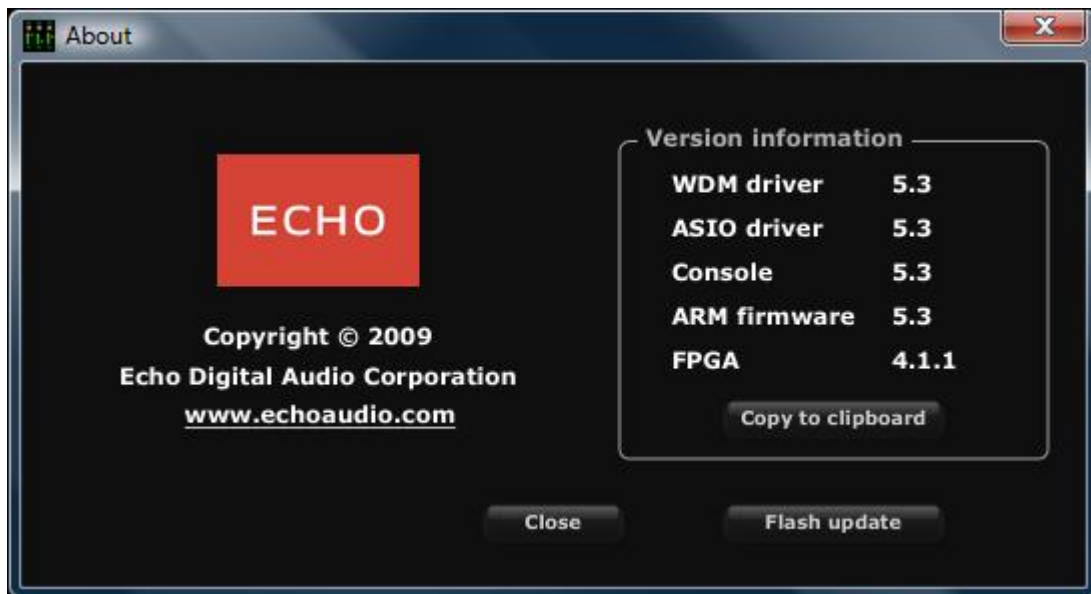 About
X
ECHO
Copyright © 2009
Echo Digital Audio Corporation
www.echoaudio.com
Version information
WDM driver 5.3
ASIO driver 5.3
Console 5.3
ARM firmware 5.3
FPGA 4.1.1
Copy to clipboard
Close
Flash update